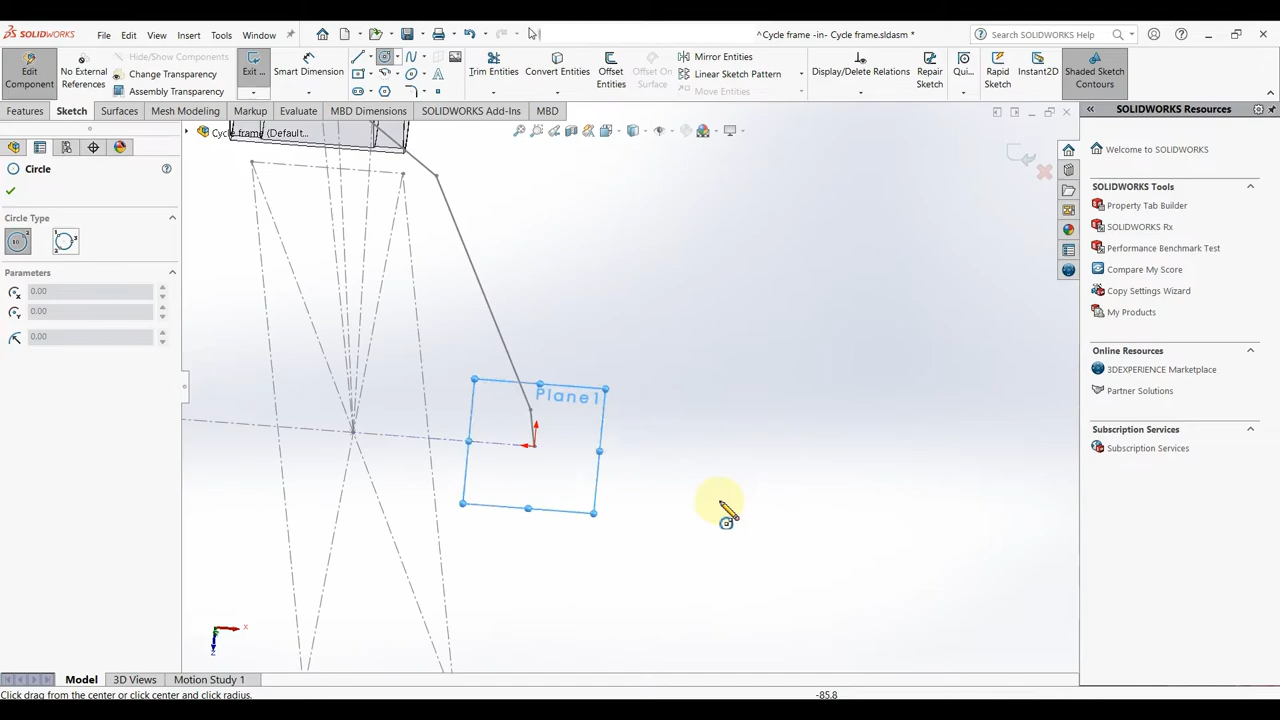 SOLIDWORKS File Edit View Insert Tools Window ^Cycle frame -in- Cycle frame.sldasm * Search SOLIDWORKS Help
Edit Component
No External References
Hide/Show Components
Change Transparency
Assembly Transparency
Exit ...
Smart Dimension
Trim Entities
Convert Entities
Offset Entities
Offset On Surface
Mirror Entities
Linear Sketch Pattern
Move Entities
Display/Delete Relations
Repair Sketch
Qui...
Rapid Sketch
Instant2D
Shaded Sketch Contours
Features Sketch Surfaces Mesh Modeling Markup Evaluate MBD Dimensions SOLIDWORKS Add-Ins MBD
Cycle frame (Default...
Circle
Circle Type
Parameters
0.00
0.00
0.00
Plane1
x
z
SOLIDWORKS Resources
Welcome to SOLIDWORKS
SOLIDWORKS Tools
Property Tab Builder
SOLIDWORKS Rx
Performance Benchmark Test
Compare My Score
Copy Settings Wizard
My Products
Online Resources
3DEXPERIENCE Marketplace
Partner Solutions
Subscription Services
Subscription Services
Model 3D Views Motion Study 1
Click drag from the center or click center and click radius. -85.8